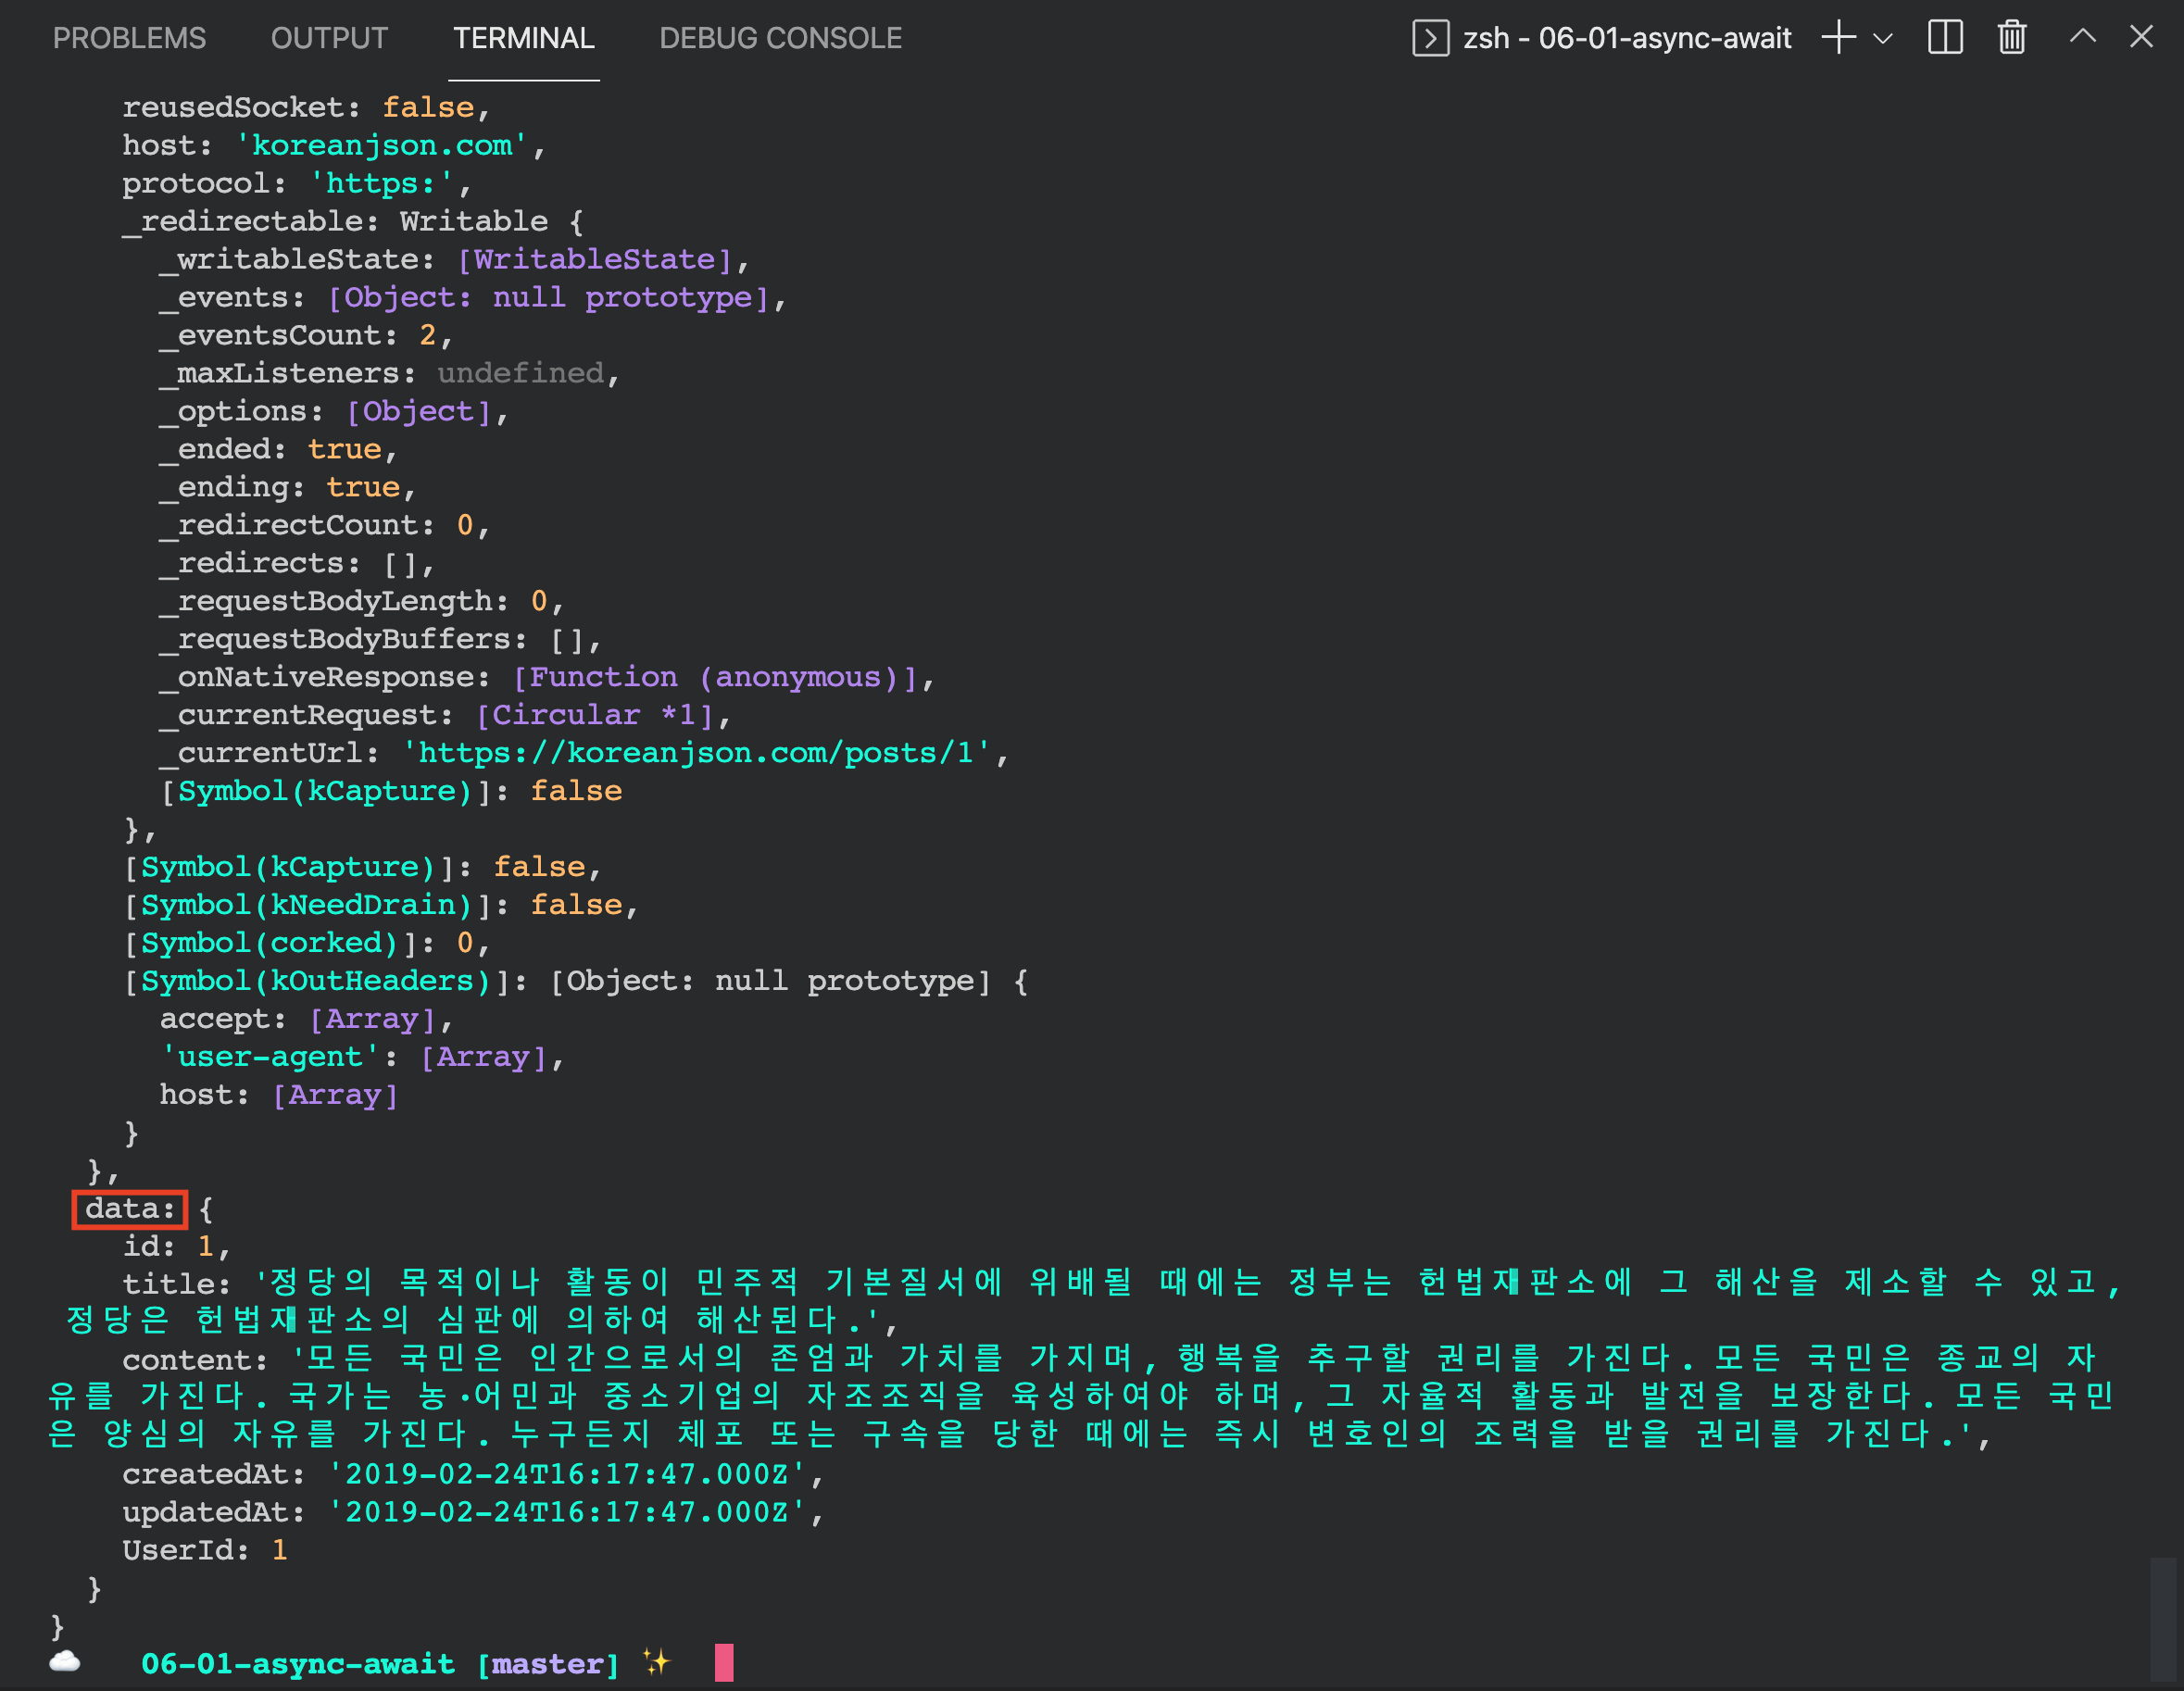 PROBLEMS OUTPUT TERMINAL DEBUG CONSOLE zsh - 06-01-async-await
reusedSocket: false,
host: 'koreanjson.com',
protocol: 'https:',
_redirectable: Writable {
_writableState: [WritableState],
_events: [Object: null prototype],
_eventsCount: 2,
_maxListeners: undefined,
_options: [Object],
_ended: true,
_ending: true,
_redirectCount: 0,
_redirects: [],
_requestBodyLength: 0,
_requestBodyBuffers: [],
_onNativeResponse: [Function (anonymous)],
_currentRequest: [Circular *1],
_currentUrl: 'https://koreanjson.com/posts/1',
[Symbol(kCapture)]: false
},
[Symbol(kCapture)]: false,
[Symbol(kNeedDrain)]: false,
[Symbol(corked)]: 0,
[Symbol(kOutHeaders)]: [Object: null prototype] {
accept: [Array],
'user-agent': [Array],
host: [Array]
}
},
data: {
id: 1,
title: '정당의 목적이나 활동이 민주적 기본질서에 위배될 때에는 정부는 헌법재판소에 그 해산을 제소할 수 있고,
정당은 헌법재판소의 심판에 의하여 해산된다.',
content: '모든 국민은 인간으로서의 존엄과 가치를 가지며, 행복을 추구할 권리를 가진다. 모든 국민은 종교의 자
유를 가진다. 국가는 농·어민과 중소기업의 자조조직을 육성하여야 하며, 그 자율적 활동과 발전을 보장한다. 모든 국민
은 양심의 자유를 가진다. 누구든지 체포 또는 구속을 당한 때에는 즉시 변호인의 조력을 받을 권리를 가진다.',
createdAt: '2019-02-24T16:17:47.000Z',
updatedAt: '2019-02-24T16:17:47.000Z',
UserId: 1
}
}
06-01-async-await [master]